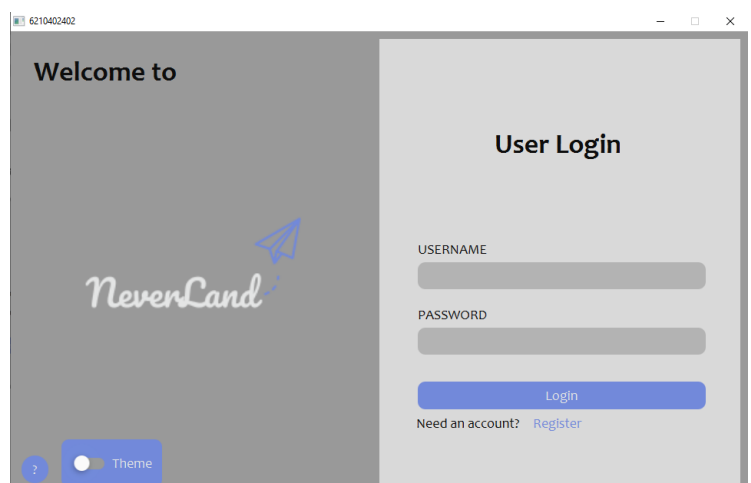 6210402402
Welcome to
NeverLand
? Theme
User Login
USERNAME
PASSWORD
Login
Need an account? Register